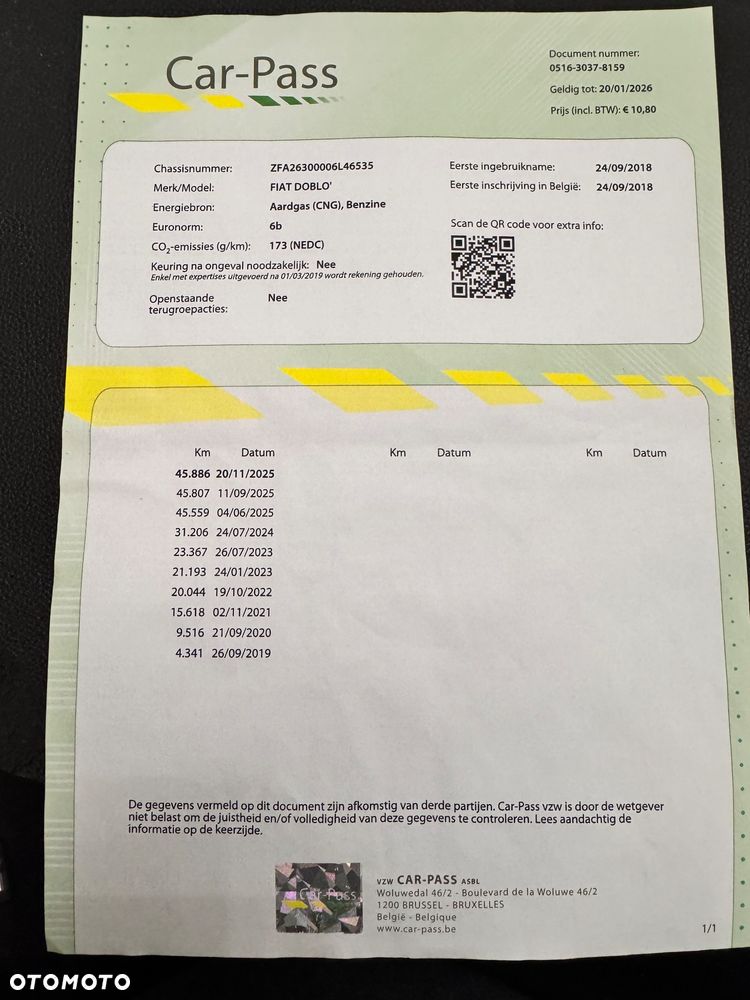 Car-Pass
Document nummer:
0516-3037-8159
Geldig tot: 20/01/2026
Prijs (incl. BTW): € 10,80
Chassisnummer: ZFA26300006L46535
Merk/Model: FIAT DOBLO'
Energiebron: Aardgas (CNG), Benzine
Euronorm: 6b
CO2-emissies (g/km): 173 (NEDC)
Keuring na ongeval noodzakelijk: Nee
Enkel met expertises uitgevoerd na 01/03/2019 wordt rekening gehouden.
Openstaande Nee
terugroepacties:
Eerste ingebruikname: 24/09/2018
Eerste inschrijving in België: 24/09/2018
Scan de QR code voor extra info:
Km Datum Km Datum Km Datum
45.886 20/11/2025
45.807 11/09/2025
45.559 04/06/2025
31.206 24/07/2024
23.367 26/07/2023
21.193 24/01/2023
20.044 19/10/2022
15.618 02/11/2021
9.516 21/09/2020
4.341 26/09/2019
De gegevens vermeld op dit document zijn afkomstig van derde partijen. Car-Pass vzw is door de wetgever
niet belast om de juistheid en/of volledigheid van deze gegevens te controleren. Lees aandachtig de
informatie op de keerzijde.
Car-Pass
VZW CAR-PASS ASBL
Woluwedal 46/2 - Boulevard de la Woluwe 46/2
1200 BRUSSEL - BRUXELLES
België - Belgique
www.car-pass.be
1/1
OTOMOTO